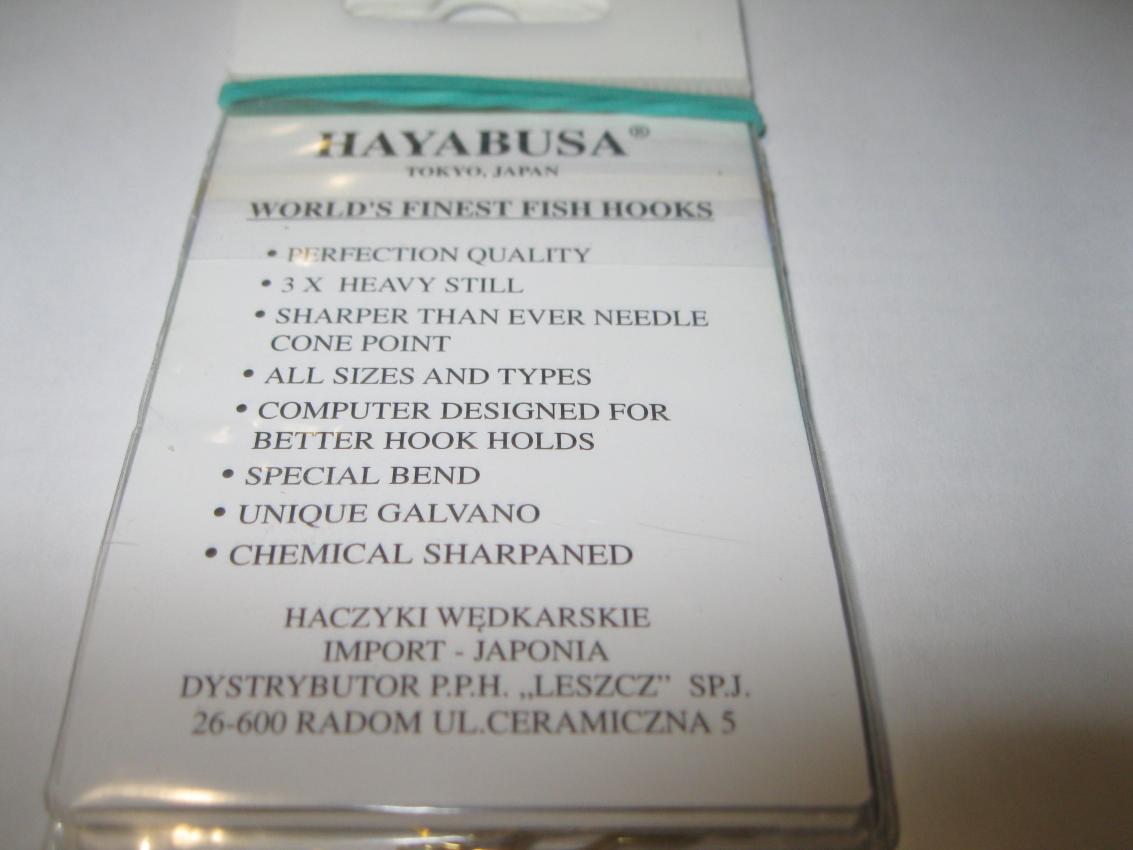 HAYABUSA®
TOKYO, JAPAN
WORLD'S FINEST FISH HOOKS
• PERFECTION QUALITY
• 3 X HEAVY STILL
• SHARPER THAN EVER NEEDLE
CONE POINT
• ALL SIZES AND TYPES
• COMPUTER DESIGNED FOR
BETTER HOOK HOLDS
• SPECIAL BEND
• UNIQUE GALVANO
• CHEMICAL SHARPANED
HACZYKI WĘDKARSKIE
IMPORT - JAPONIA
DYSTRYBUTOR P.P.H. „LESZCZ” SP.J.
26-600 RADOM UL.CERAMICZNA 5